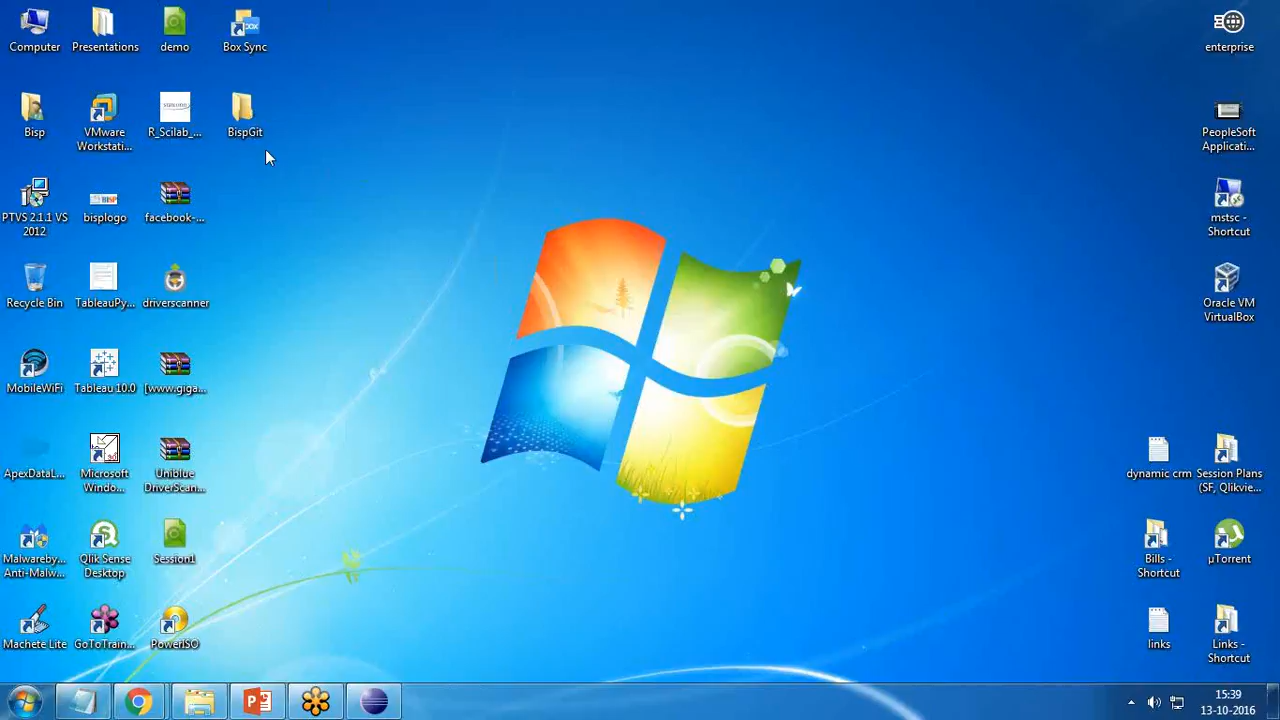 Computer
Presentations
demo
Box Sync
enterprise
Bisp
VMware
Workstati...
R_Scilab_...
BispGit
PeopleSoft
Applicati...
PTVS 2.1.1 VS
2012
bisplogo
facebook-...
mstsc -
Shortcut
Recycle Bin
TableauPy...
driverscanner
Oracle VM
VirtualBox
MobileWiFi
Tableau 10.0
[www.giga...
ApexDataL...
Microsoft
Windo...
Uniblue
DriverScan...
dynamic crm
Session Plans
(SF, Qlikvie...
Malwareby...
Anti-Malw...
Qlik Sense
Desktop
Session1
Bills -
Shortcut
µTorrent
Machete Lite
GoToTrain...
PowerISO
links
Links -
Shortcut
15:39
13-10-2016